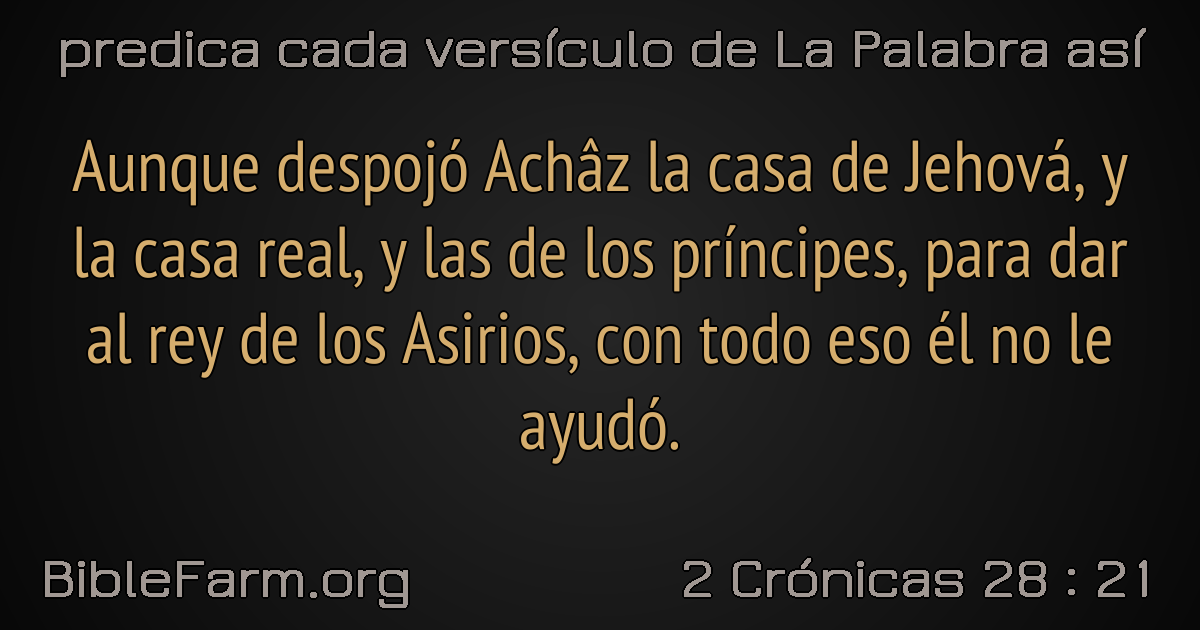 predica cada versículo de La Palabra así
Aunque despojó Achâz la casa de Jehová, y
la casa real, y las de los príncipes, para dar
al rey de los Asirios, con todo eso él no le
ayudó.
BibleFarm.org
2 Crónicas 28 : 21